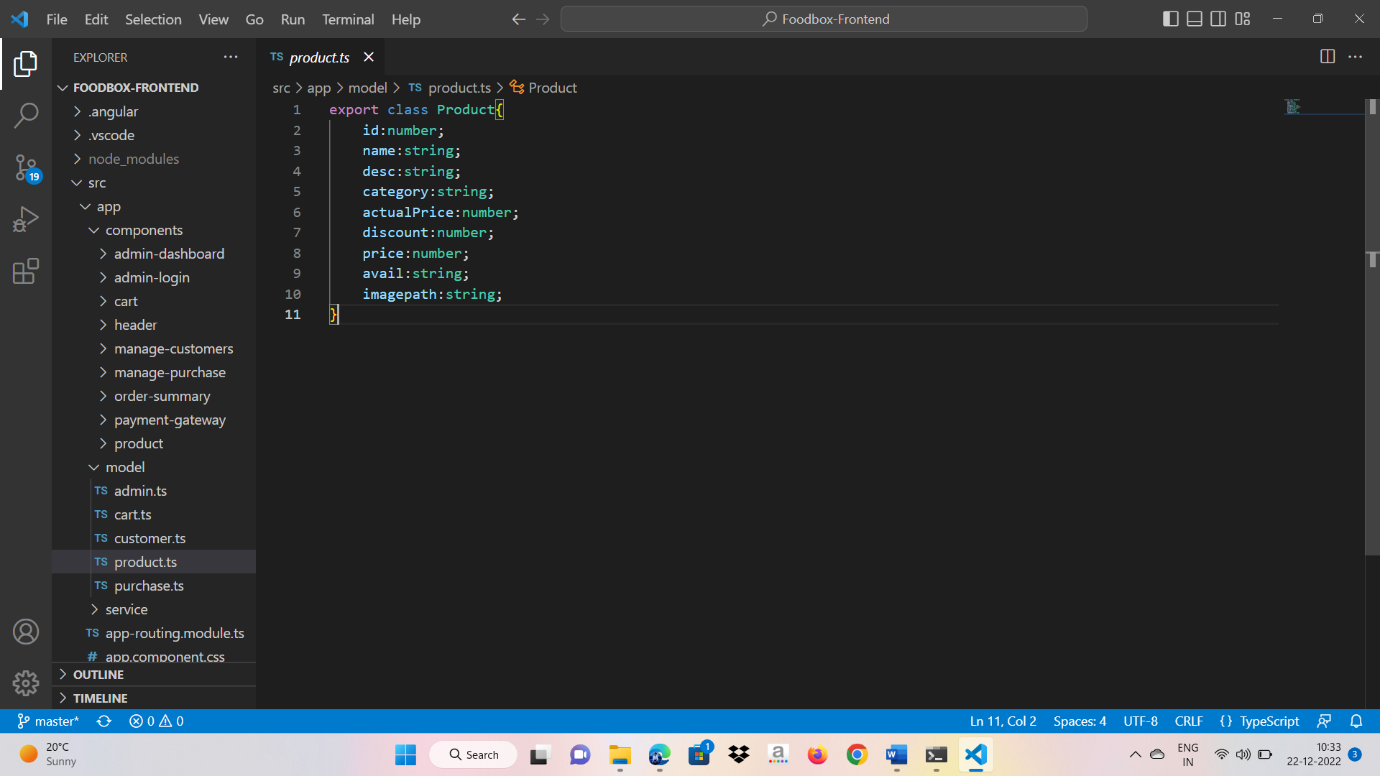 File Edit Selection View Go Run Terminal Help
Foodbox-Frontend
EXPLORER
TS product.ts
FOODBOX-FRONTEND
src > app > model > TS product.ts > Product
.angular
.vscode
node_modules
src
app
components
admin-dashboard
admin-login
cart
header
manage-customers
manage-purchase
order-summary
payment-gateway
product
model
TS admin.ts
TS cart.ts
TS customer.ts
TS product.ts
TS purchase.ts
service
TS app-routing.module.ts
# app.component.css
OUTLINE
TIMELINE
19
1 export class Product{
2 id:number;
3 name:string;
4 desc:string;
5 category:string;
6 actualPrice:number;
7 discount:number;
8 price:number;
9 avail:string;
10 imagepath:string;
11 }
master* 0 0 Ln 11, Col 2 Spaces: 4 UTF-8 CRLF {} TypeScript
20°C
Sunny
Search
1
a
W
ENG
IN
10:33
22-12-2022
3